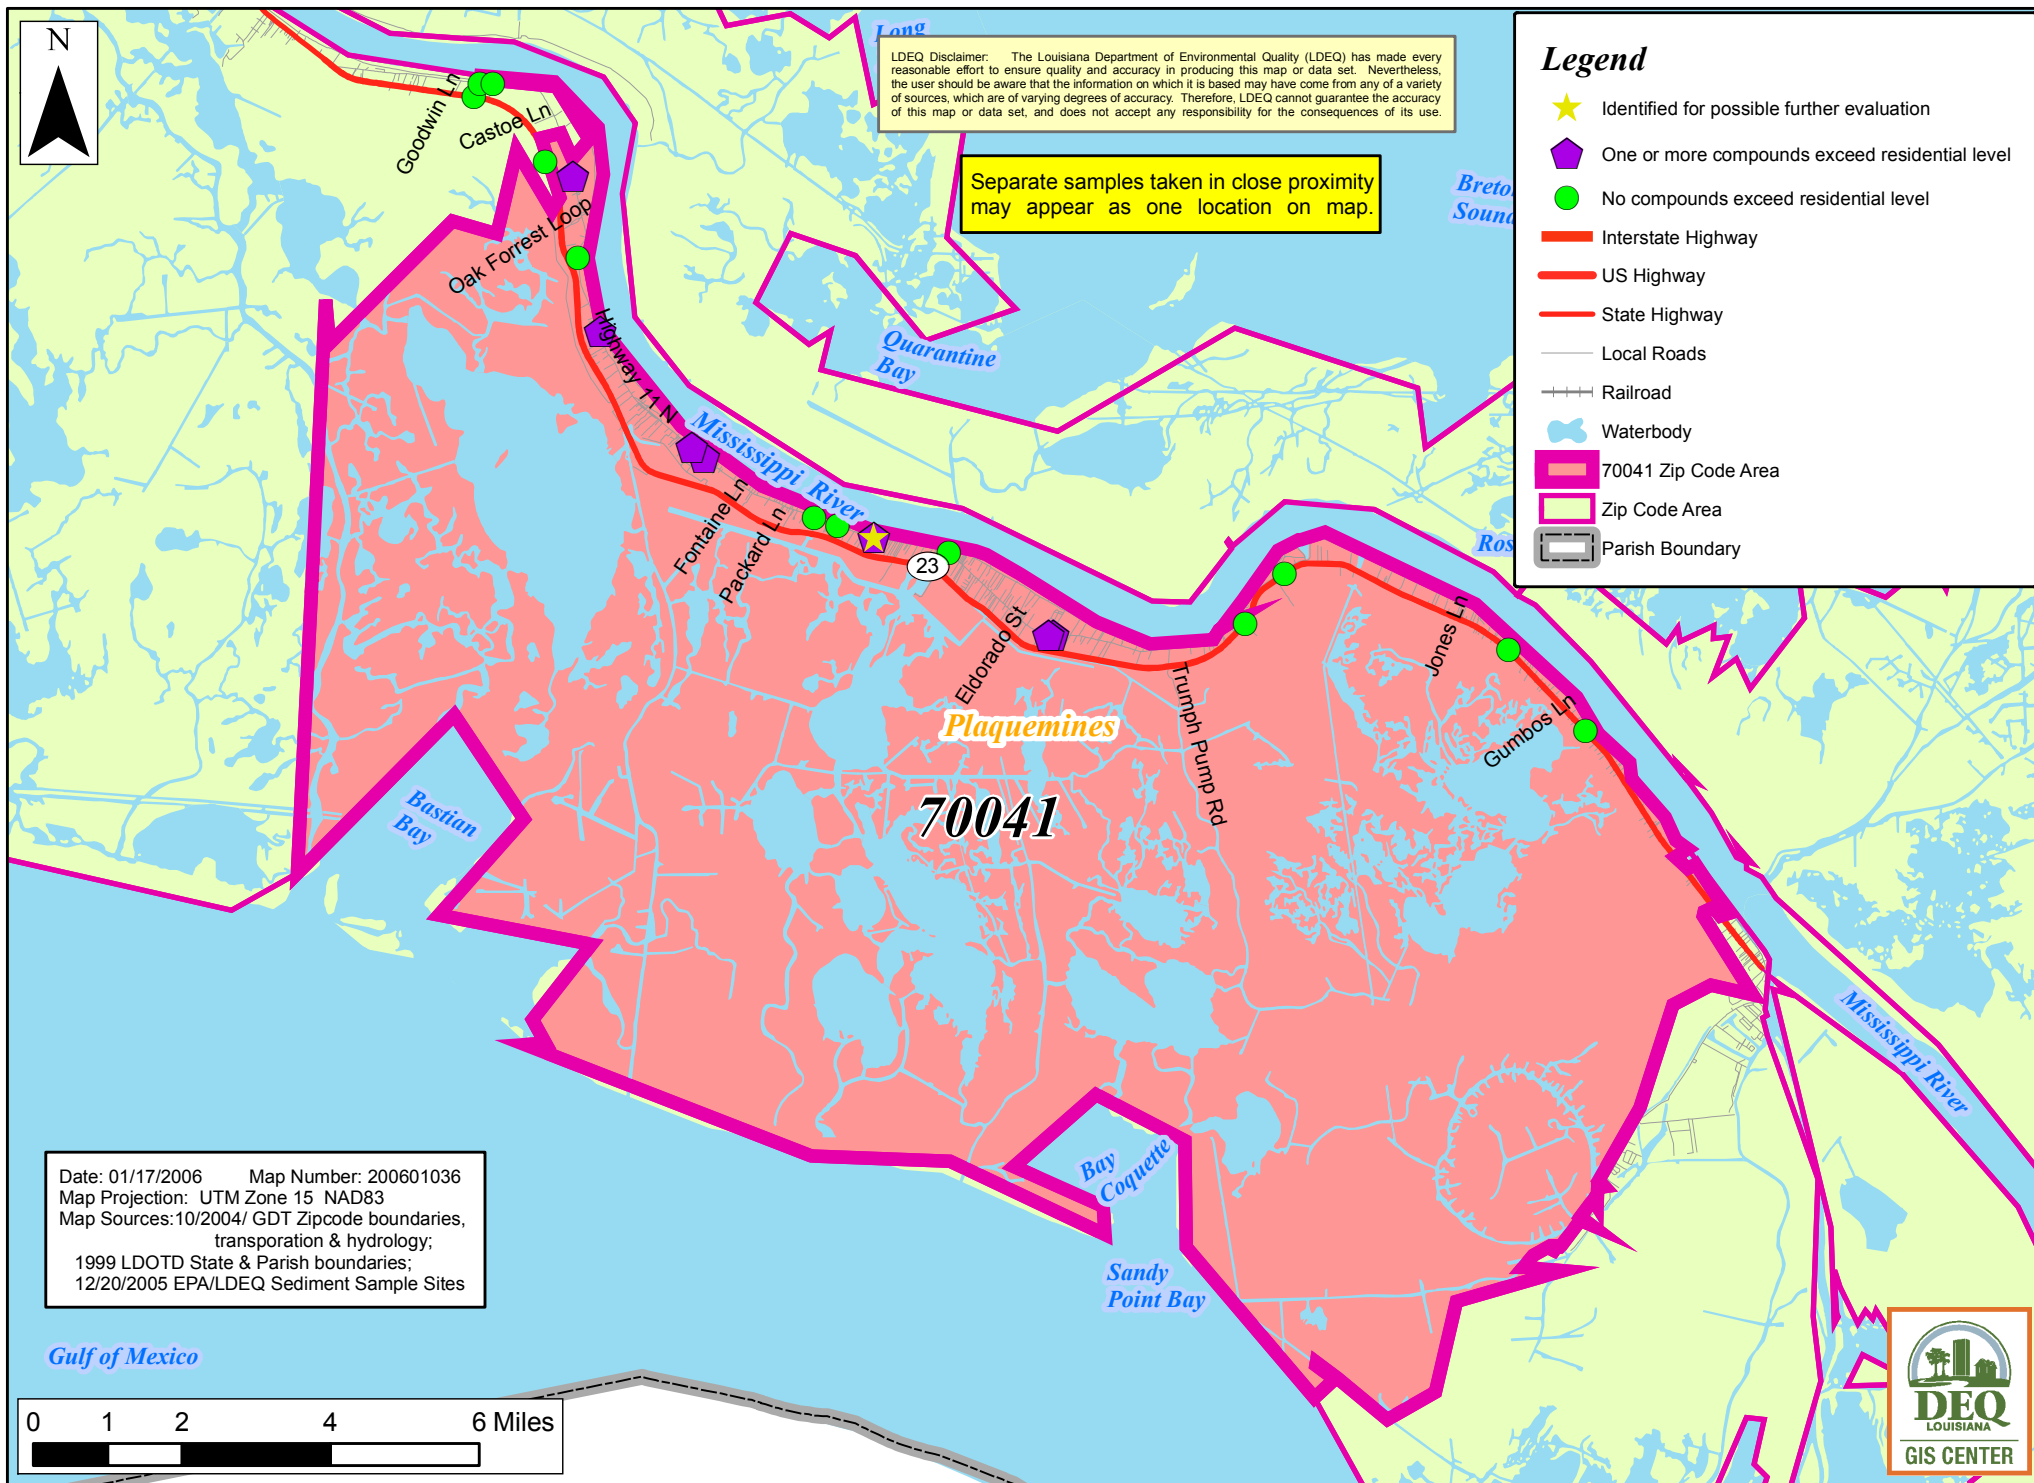 N
LDEQ Disclaimer: The Louisiana Department of Environmental Quality (LDEQ) has made every
reasonable effort to ensure quality and accuracy in producing this map or data set. Nevertheless,
the user should be aware that the information on which it is based may have come from any of a variety
of sources, which are of varying degrees of accuracy. Therefore, LDEQ cannot guarantee the accuracy
of this map or data set, and does not accept any responsibility for the consequences of its use.
Separate samples taken in close proximity
may appear as one location on map.
Legend
Identified for possible further evaluation
One or more compounds exceed residential level
No compounds exceed residential level
Interstate Highway
US Highway
State Highway
Local Roads
Railroad
Waterbody
70041 Zip Code Area
Zip Code Area
Parish Boundary
Long
Goodwin Ln
Castoe Ln
Oak Forrest Loop
Highway 11 N
Quarantine
Bay
Mississippi River
Fontaine Ln
Packard Ln
23
Eldorado St
Trumph Pump Rd
Jones Ln
Gumbos Ln
Plaquemines
70041
Bastian
Bay
Mississippi River
Bay
Coquette
Sandy
Point Bay
Gulf of Mexico
Date: 01/17/2006 Map Number: 200601036
Map Projection: UTM Zone 15 NAD83
Map Sources:10/2004/ GDT Zipcode boundaries,
transporation & hydrology;
1999 LDOTD State & Parish boundaries;
12/20/2005 EPA/LDEQ Sediment Sample Sites
0 1 2 4 6 Miles
DEQ
LOUISIANA
GIS CENTER